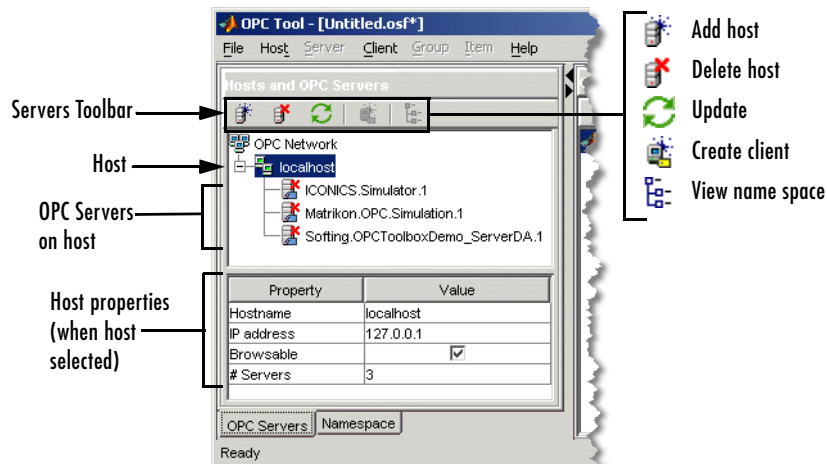 OPC Tool - [Untitled.osf*]
File Host Server Client Group Item Help
Hosts and OPC Servers
Servers Toolbar
OPC Network
Host
localhost
ICONICS.Simulator.1
OPC Servers
on host
Matrikon.OPC.Simulation.1
Softing.OPCToolboxDemo_ServerDA.1
Host properties
(when host
selected)
Property Value
Hostname localhost
IP address 127.0.0.1
Browsable
# Servers 3
OPC Servers Namespace
Ready
Add host
Delete host
Update
Create client
View name space